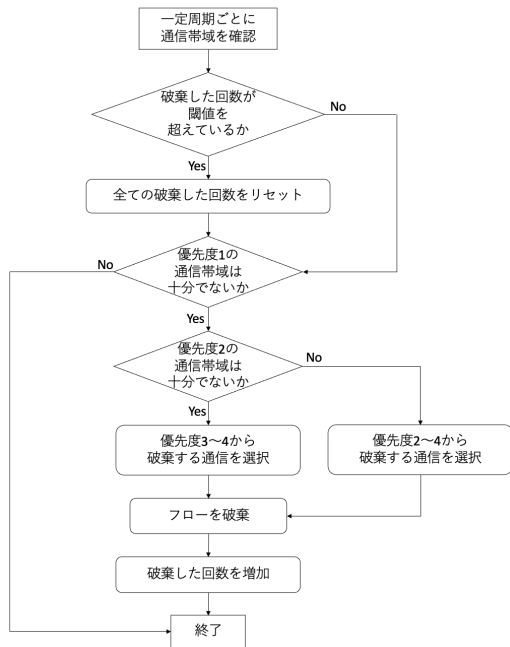 一定周期ごとに
通信帯域を確認
破棄した回数が
閾値を
超えているか
No
Yes
全ての破棄した回数をリセット
No
優先度1の
通信帯域は
十分でないか
Yes
優先度2の
通信帯域は
十分でないか
No
Yes
優先度3〜4から
破棄する通信を選択
優先度2〜4から
破棄する通信を選択
フローを破棄
破棄した回数を増加
終了